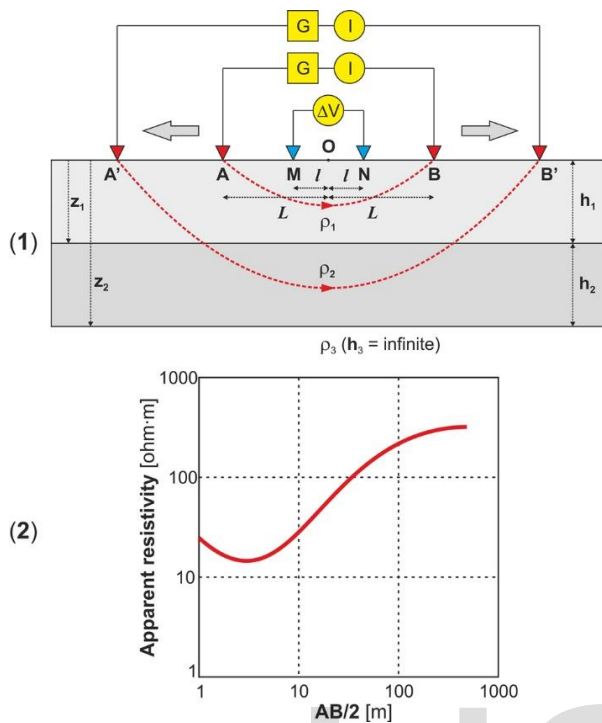 G I
G I
ΔV
O
A' A M l l N B B'
L L
z₁ ρ₁ h₁
(1)
z₂ ρ₂ h₂
ρ₃ (h₃ = infinite)
(2)
Apparent resistivity [ohm·m]
1000
100
10
1
1 10 100 1000
AB/2 [m]